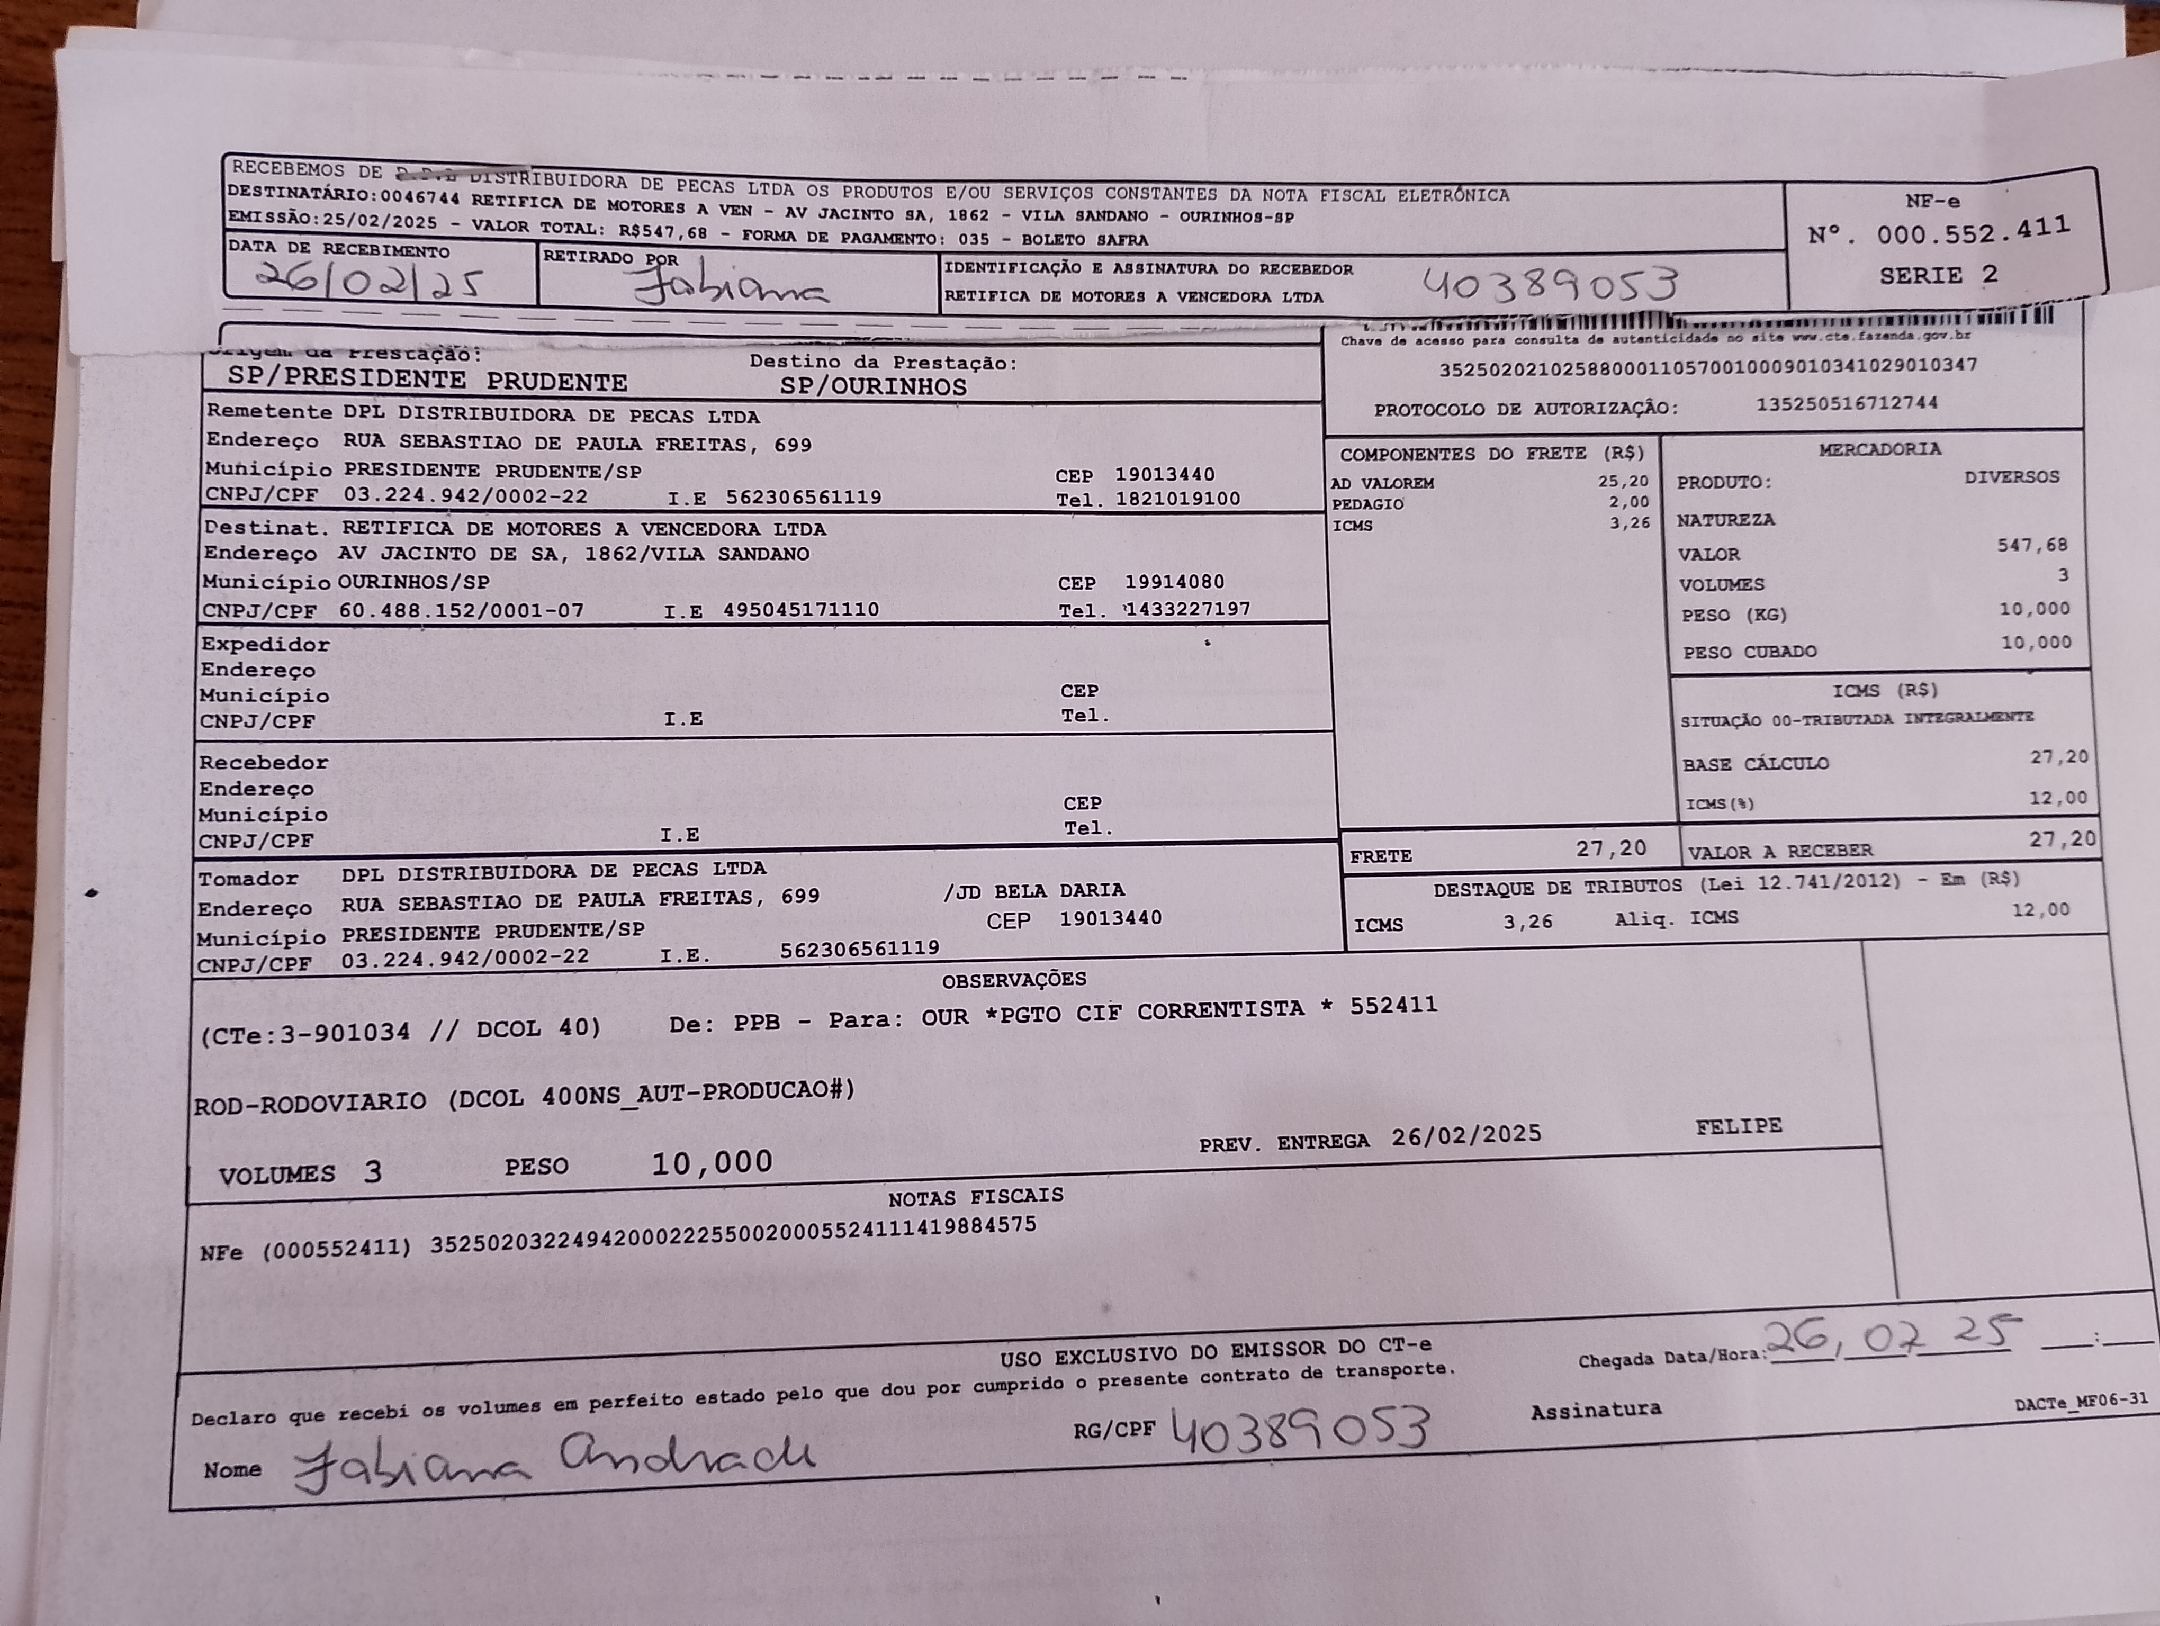 RECEBEMOS DE D.P.L DISTRIBUIDORA DE PECAS LTDA OS PRODUTOS E/OU SERVIÇOS CONSTANTES DA NOTA FISCAL ELETRÔNICA
DESTINATÁRIO:0046744 RETIFICA DE MOTORES A VEN - AV JACINTO SA, 1862 - VILA SANDANO - OURINHOS-SP
EMISSÃO:25/02/2025 - VALOR TOTAL: R$547,68 - FORMA DE PAGAMENTO: 035 - BOLETO SAFRA
NF-e
Nº. 000.552.411
SERIE 2
DATA DE RECEBIMENTO
26/02/25
RETIRADO POR
Fabiana
IDENTIFICAÇÃO E ASSINATURA DO RECEBEDOR
RETIFICA DE MOTORES A VENCEDORA LTDA
40389053
Origem da Prestação:
SP/PRESIDENTE PRUDENTE
Destino da Prestação:
SP/OURINHOS
Chave de acesso para consulta de autenticidade no site www.cte.fazenda.gov.br
35250202102588000110570010009010341029010347
PROTOCOLO DE AUTORIZAÇÃO: 135250516712744
Remetente DPL DISTRIBUIDORA DE PECAS LTDA
Endereço RUA SEBASTIAO DE PAULA FREITAS, 699
Município PRESIDENTE PRUDENTE/SP CEP 19013440
CNPJ/CPF 03.224.942/0002-22 I.E 562306561119 Tel. 1821019100
Destinat. RETIFICA DE MOTORES A VENCEDORA LTDA
Endereço AV JACINTO DE SA, 1862/VILA SANDANO
Município OURINHOS/SP CEP 19914080
CNPJ/CPF 60.488.152/0001-07 I.E 495045171110 Tel. 1433227197
Expedidor
Endereço
Município CEP
CNPJ/CPF I.E Tel.
Recebedor
Endereço
Município CEP
CNPJ/CPF I.E Tel.
Tomador DPL DISTRIBUIDORA DE PECAS LTDA
Endereço RUA SEBASTIAO DE PAULA FREITAS, 699 /JD BELA DARIA
Município PRESIDENTE PRUDENTE/SP CEP 19013440
CNPJ/CPF 03.224.942/0002-22 I.E. 562306561119
COMPONENTES DO FRETE (R$)
AD VALOREM 25,20
PEDAGIO 2,00
ICMS 3,26
MERCADORIA
PRODUTO: DIVERSOS
NATUREZA
VALOR 547,68
VOLUMES 3
PESO (KG) 10,000
PESO CUBADO 10,000
ICMS (R$)
SITUAÇÃO 00-TRIBUTADA INTEGRALMENTE
BASE CÁLCULO 27,20
ICMS(%) 12,00
FRETE 27,20
VALOR A RECEBER 27,20
DESTAQUE DE TRIBUTOS (Lei 12.741/2012) - Em (R$)
ICMS 3,26 Aliq. ICMS 12,00
OBSERVAÇÕES
(CTe:3-901034 // DCOL 40) De: PPB - Para: OUR *PGTO CIF CORRENTISTA * 552411
ROD-RODOVIARIO (DCOL 400NS_AUT-PRODUCAO#)
VOLUMES 3 PESO 10,000 PREV. ENTREGA 26/02/2025 FELIPE
NOTAS FISCAIS
NFe (000552411) 35250203224942000222550020005524111419884575
USO EXCLUSIVO DO EMISSOR DO CT-e
Declaro que recebi os volumes em perfeito estado pelo que dou por cumprido o presente contrato de transporte.
Chegada Data/Hora: 26, 02 25 :
Nome Fabiana Andrade
RG/CPF 40389053
Assinatura
DACTe_MF06-31